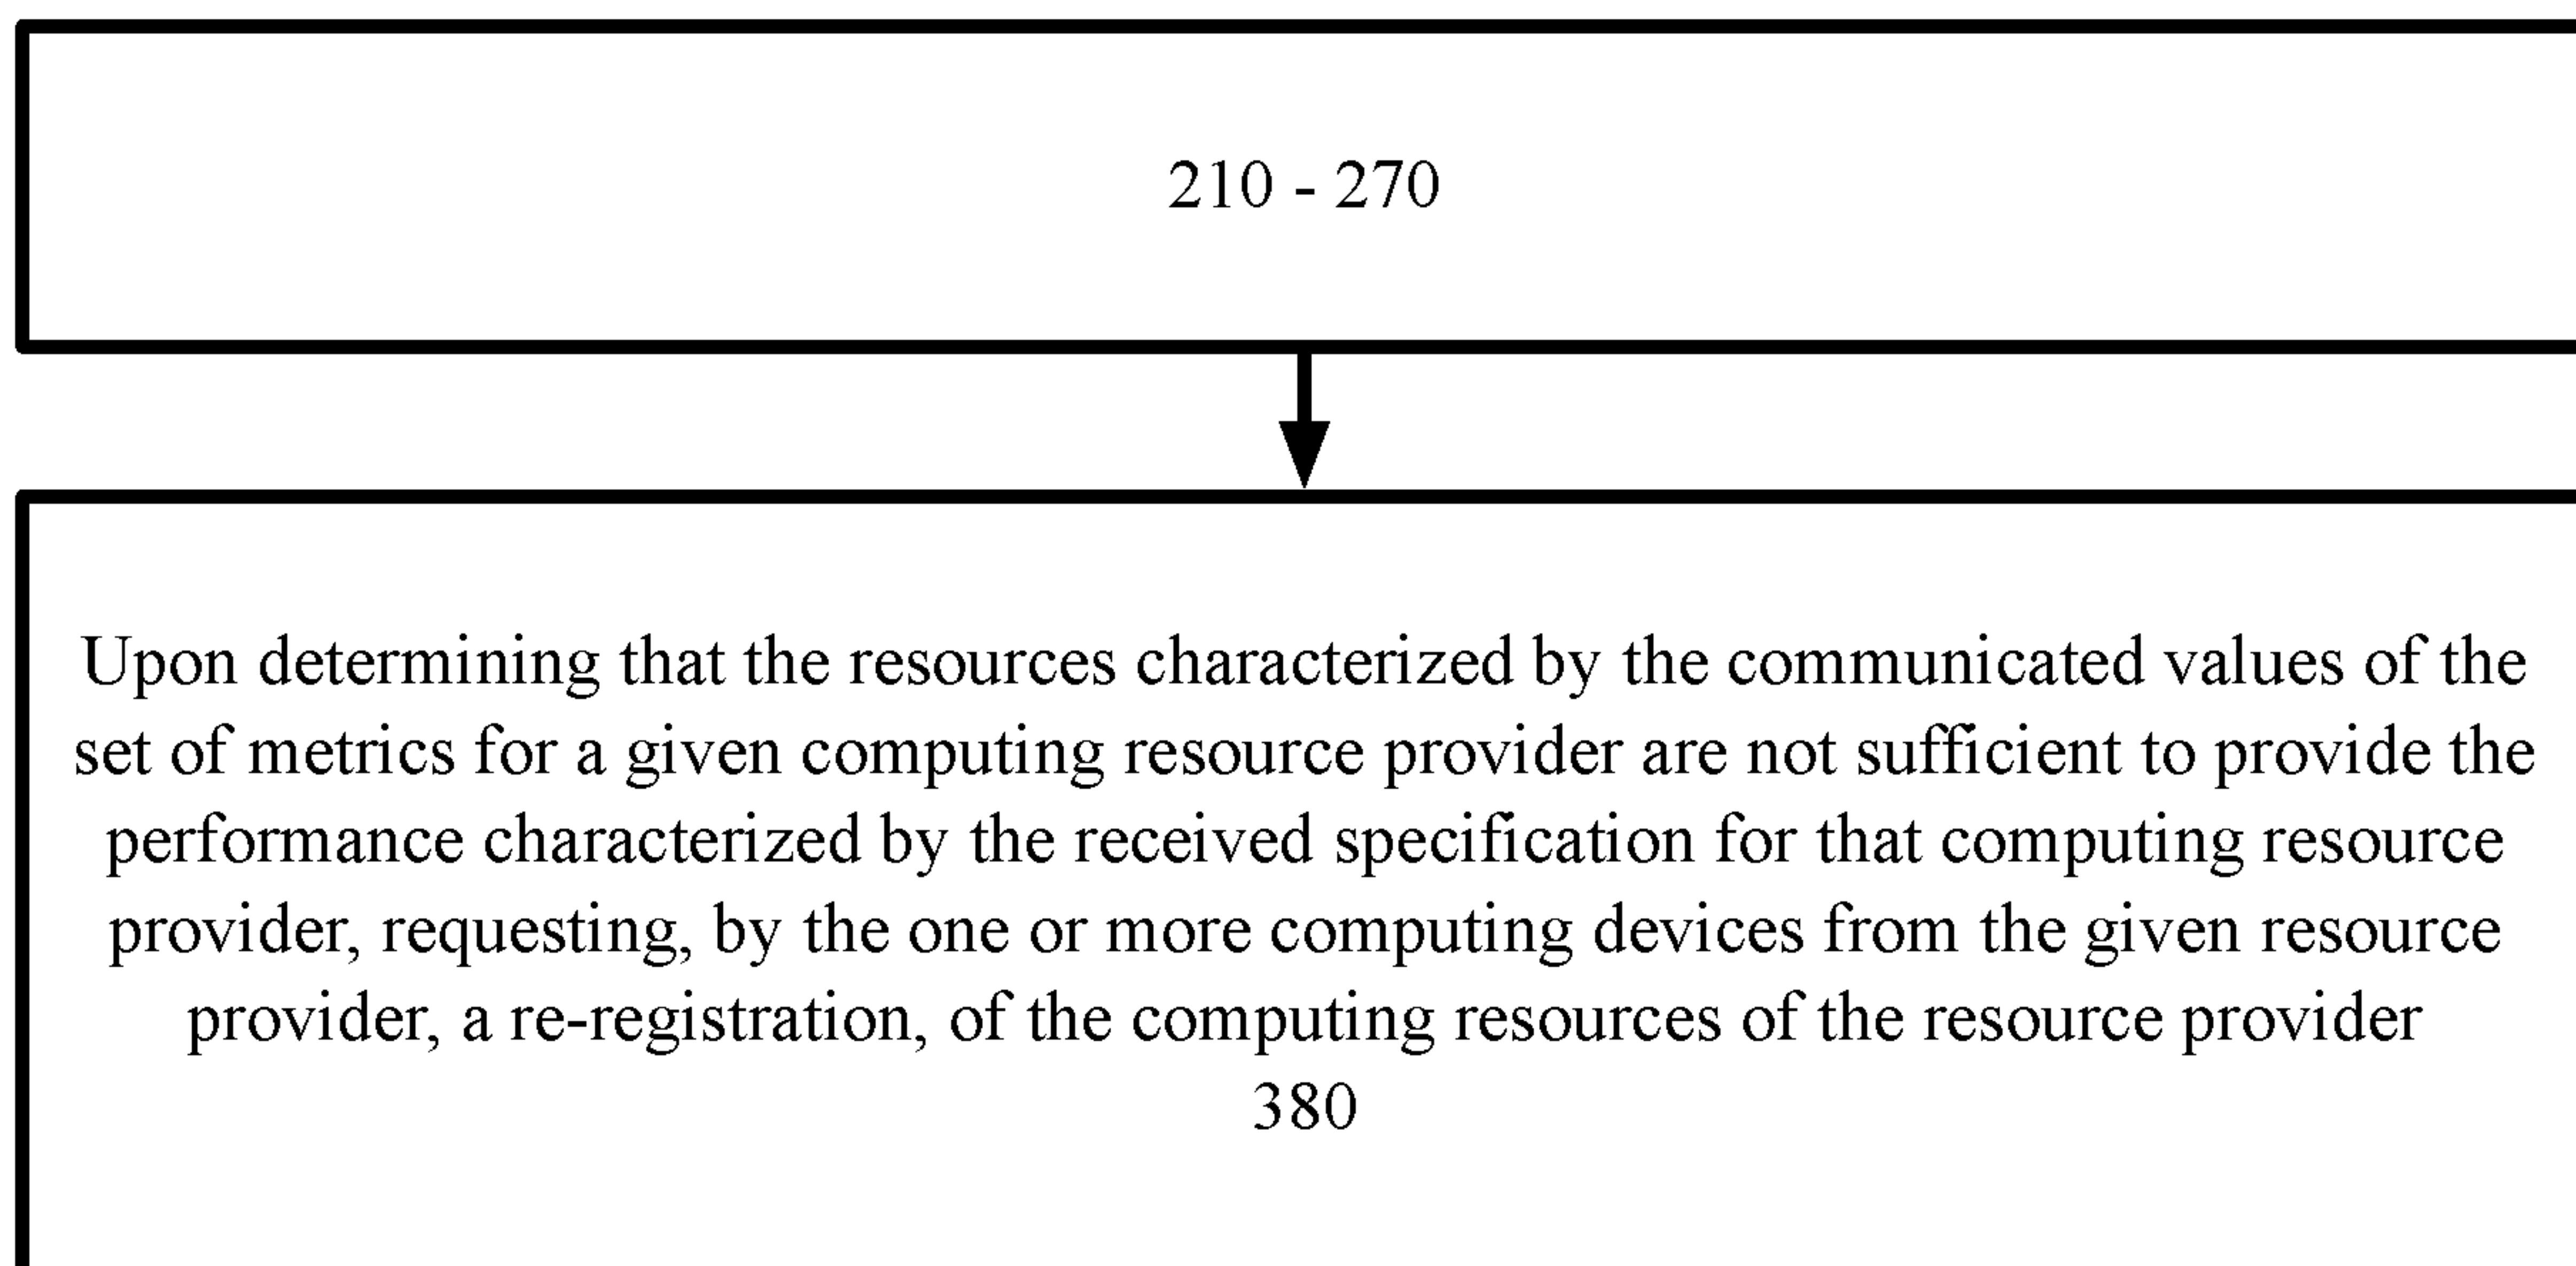 210 - 270
Upon determining that the resources characterized by the communicated values of the
set of metrics for a given computing resource provider are not sufficient to provide the
performance characterized by the received specification for that computing resource
provider, requesting, by the one or more computing devices from the given resource
provider, a re-registration, of the computing resources of the resource provider
380